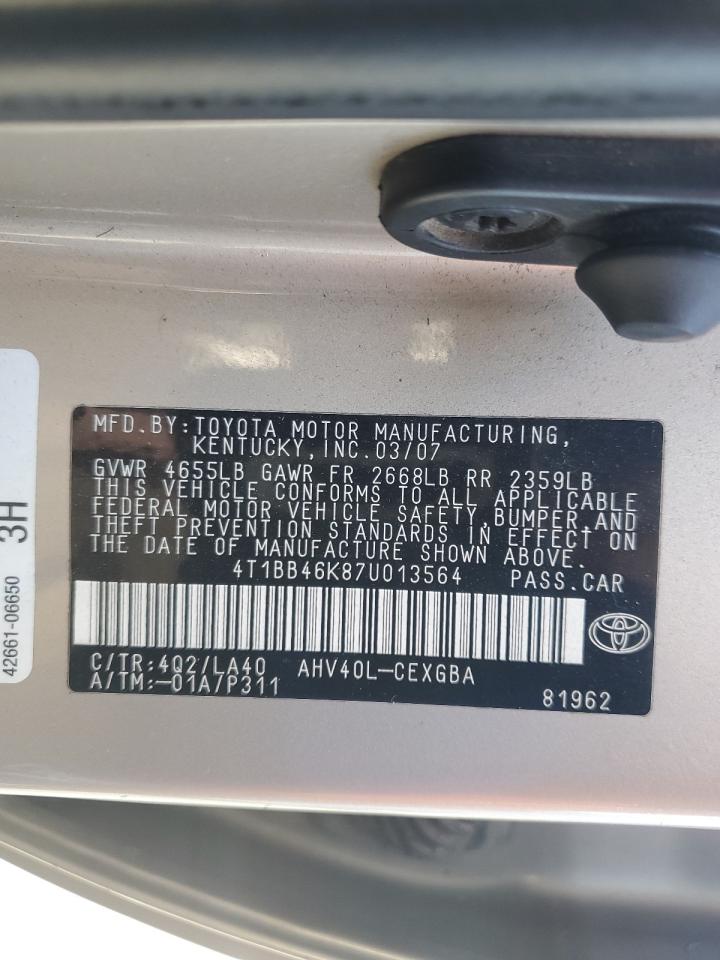 MFD.BY:TOYOTA MOTOR MANUFACTURING,
KENTUCKY,INC.03/07
GVWR 4655LB GAWR FR 2668LB RR 2359LB
THIS VEHICLE CONFORMS TO ALL APPLICABLE
FEDERAL MOTOR VEHICLE SAFETY,BUMPER,AND
THEFT PREVENTION STANDARDS IN EFFECT ON
THE DATE OF MANUFACTURE SHOWN ABOVE.
4T1BB46K87U013564 PASS.CAR
C/TR:4Q2/LA40 AHV40L-CEXGBA
A/TM:-01A/P311 81962
42661-06650
3H